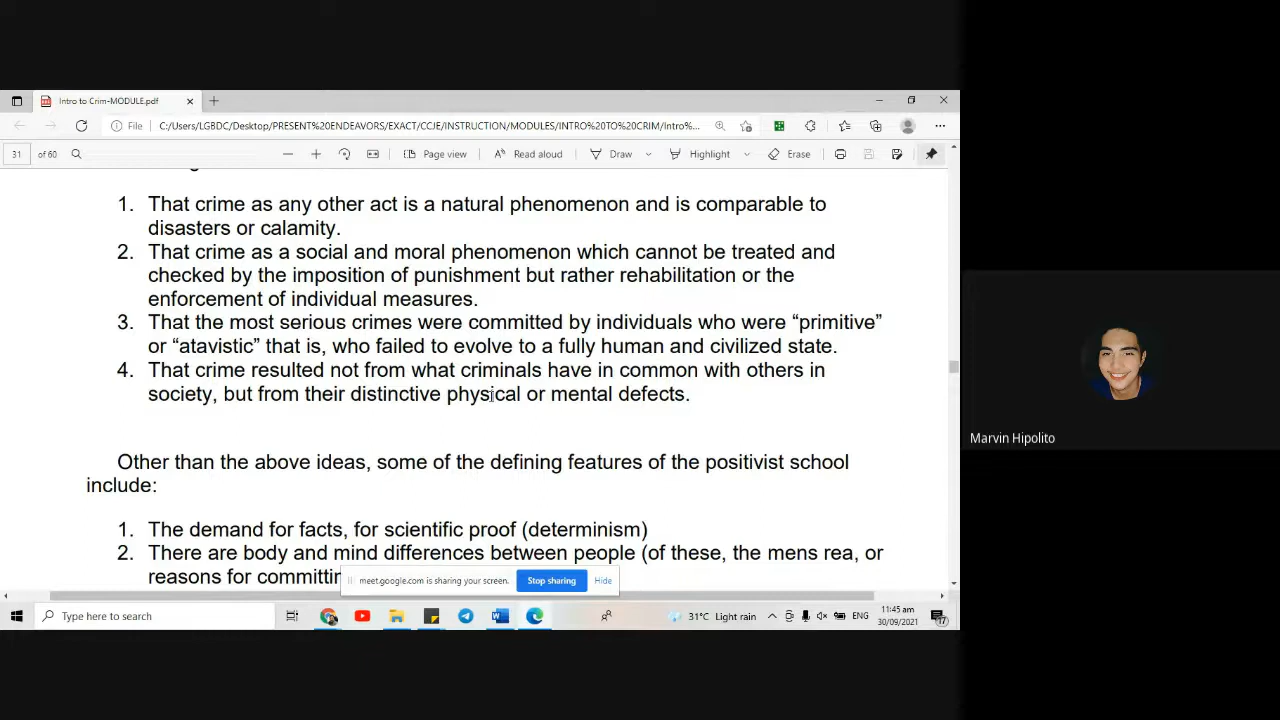 Intro to Crim-MODULE.pdf
File C:/Users/LGBDC/Desktop/PRESENT%20ENDEAVORS/EXACT/CCJE/INSTRUCTION/MODULES/INTRO%20TO%20CRIM/Intro%...
31 of 60 Page view Read aloud Draw Highlight Erase
1. That crime as any other act is a natural phenomenon and is comparable to
disasters or calamity.
2. That crime as a social and moral phenomenon which cannot be treated and
checked by the imposition of punishment but rather rehabilitation or the
enforcement of individual measures.
3. That the most serious crimes were committed by individuals who were “primitive”
or “atavistic” that is, who failed to evolve to a fully human and civilized state.
4. That crime resulted not from what criminals have in common with others in
society, but from their distinctive physical or mental defects.
Marvin Hipolito
Other than the above ideas, some of the defining features of the positivist school
include:
1. The demand for facts, for scientific proof (determinism)
2. There are body and mind differences between people (of these, the mens rea, or
reasons for committin
meet.google.com is sharing your screen. Stop sharing Hide
Type here to search 31°C Light rain ENG 11:45 am
30/09/2021 17